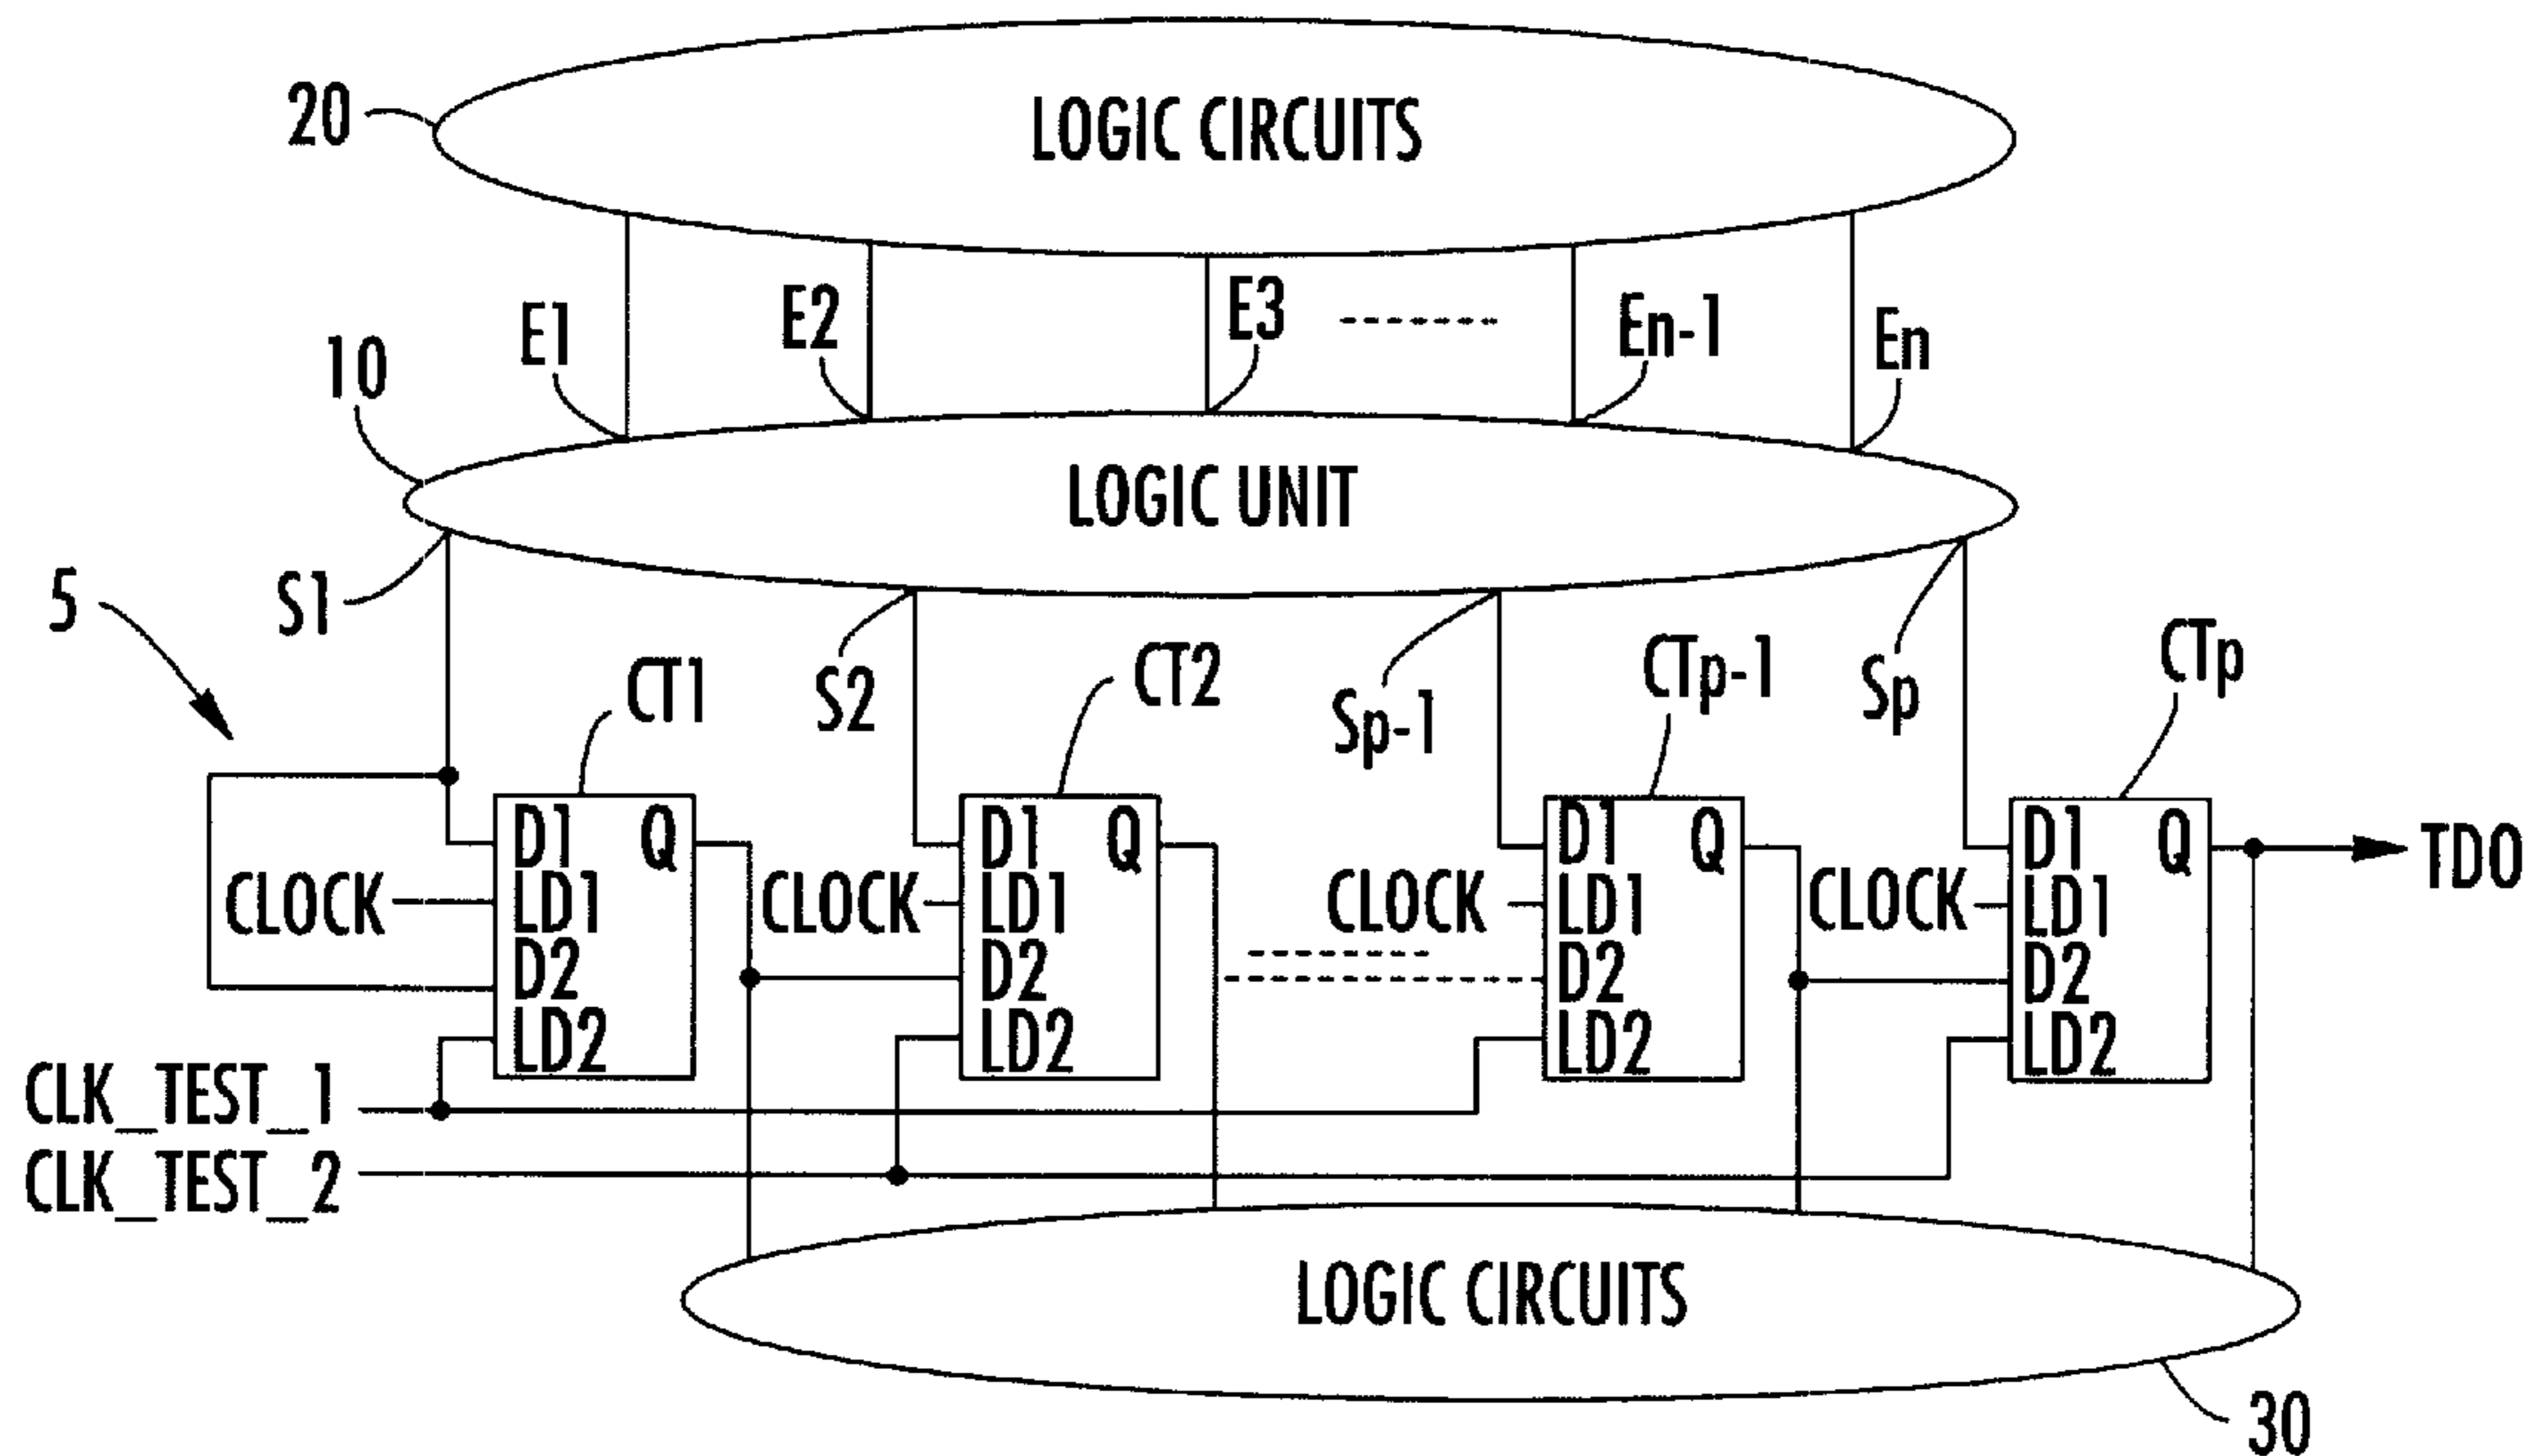 20
LOGIC CIRCUITS
E1
E2
E3
En-1
En
10
LOGIC UNIT
5
S1
S2
Sp-1
Sp
CT1
CT2
CTp-1
CTp
D1 Q
LD1
D2
LD2
D1 Q
LD1
D2
LD2
D1 Q
LD1
D2
LD2
D1 Q
LD1
D2
LD2
CLOCK
CLOCK
CLOCK
CLOCK
TDO
CLK_TEST_1
CLK_TEST_2
LOGIC CIRCUITS
30